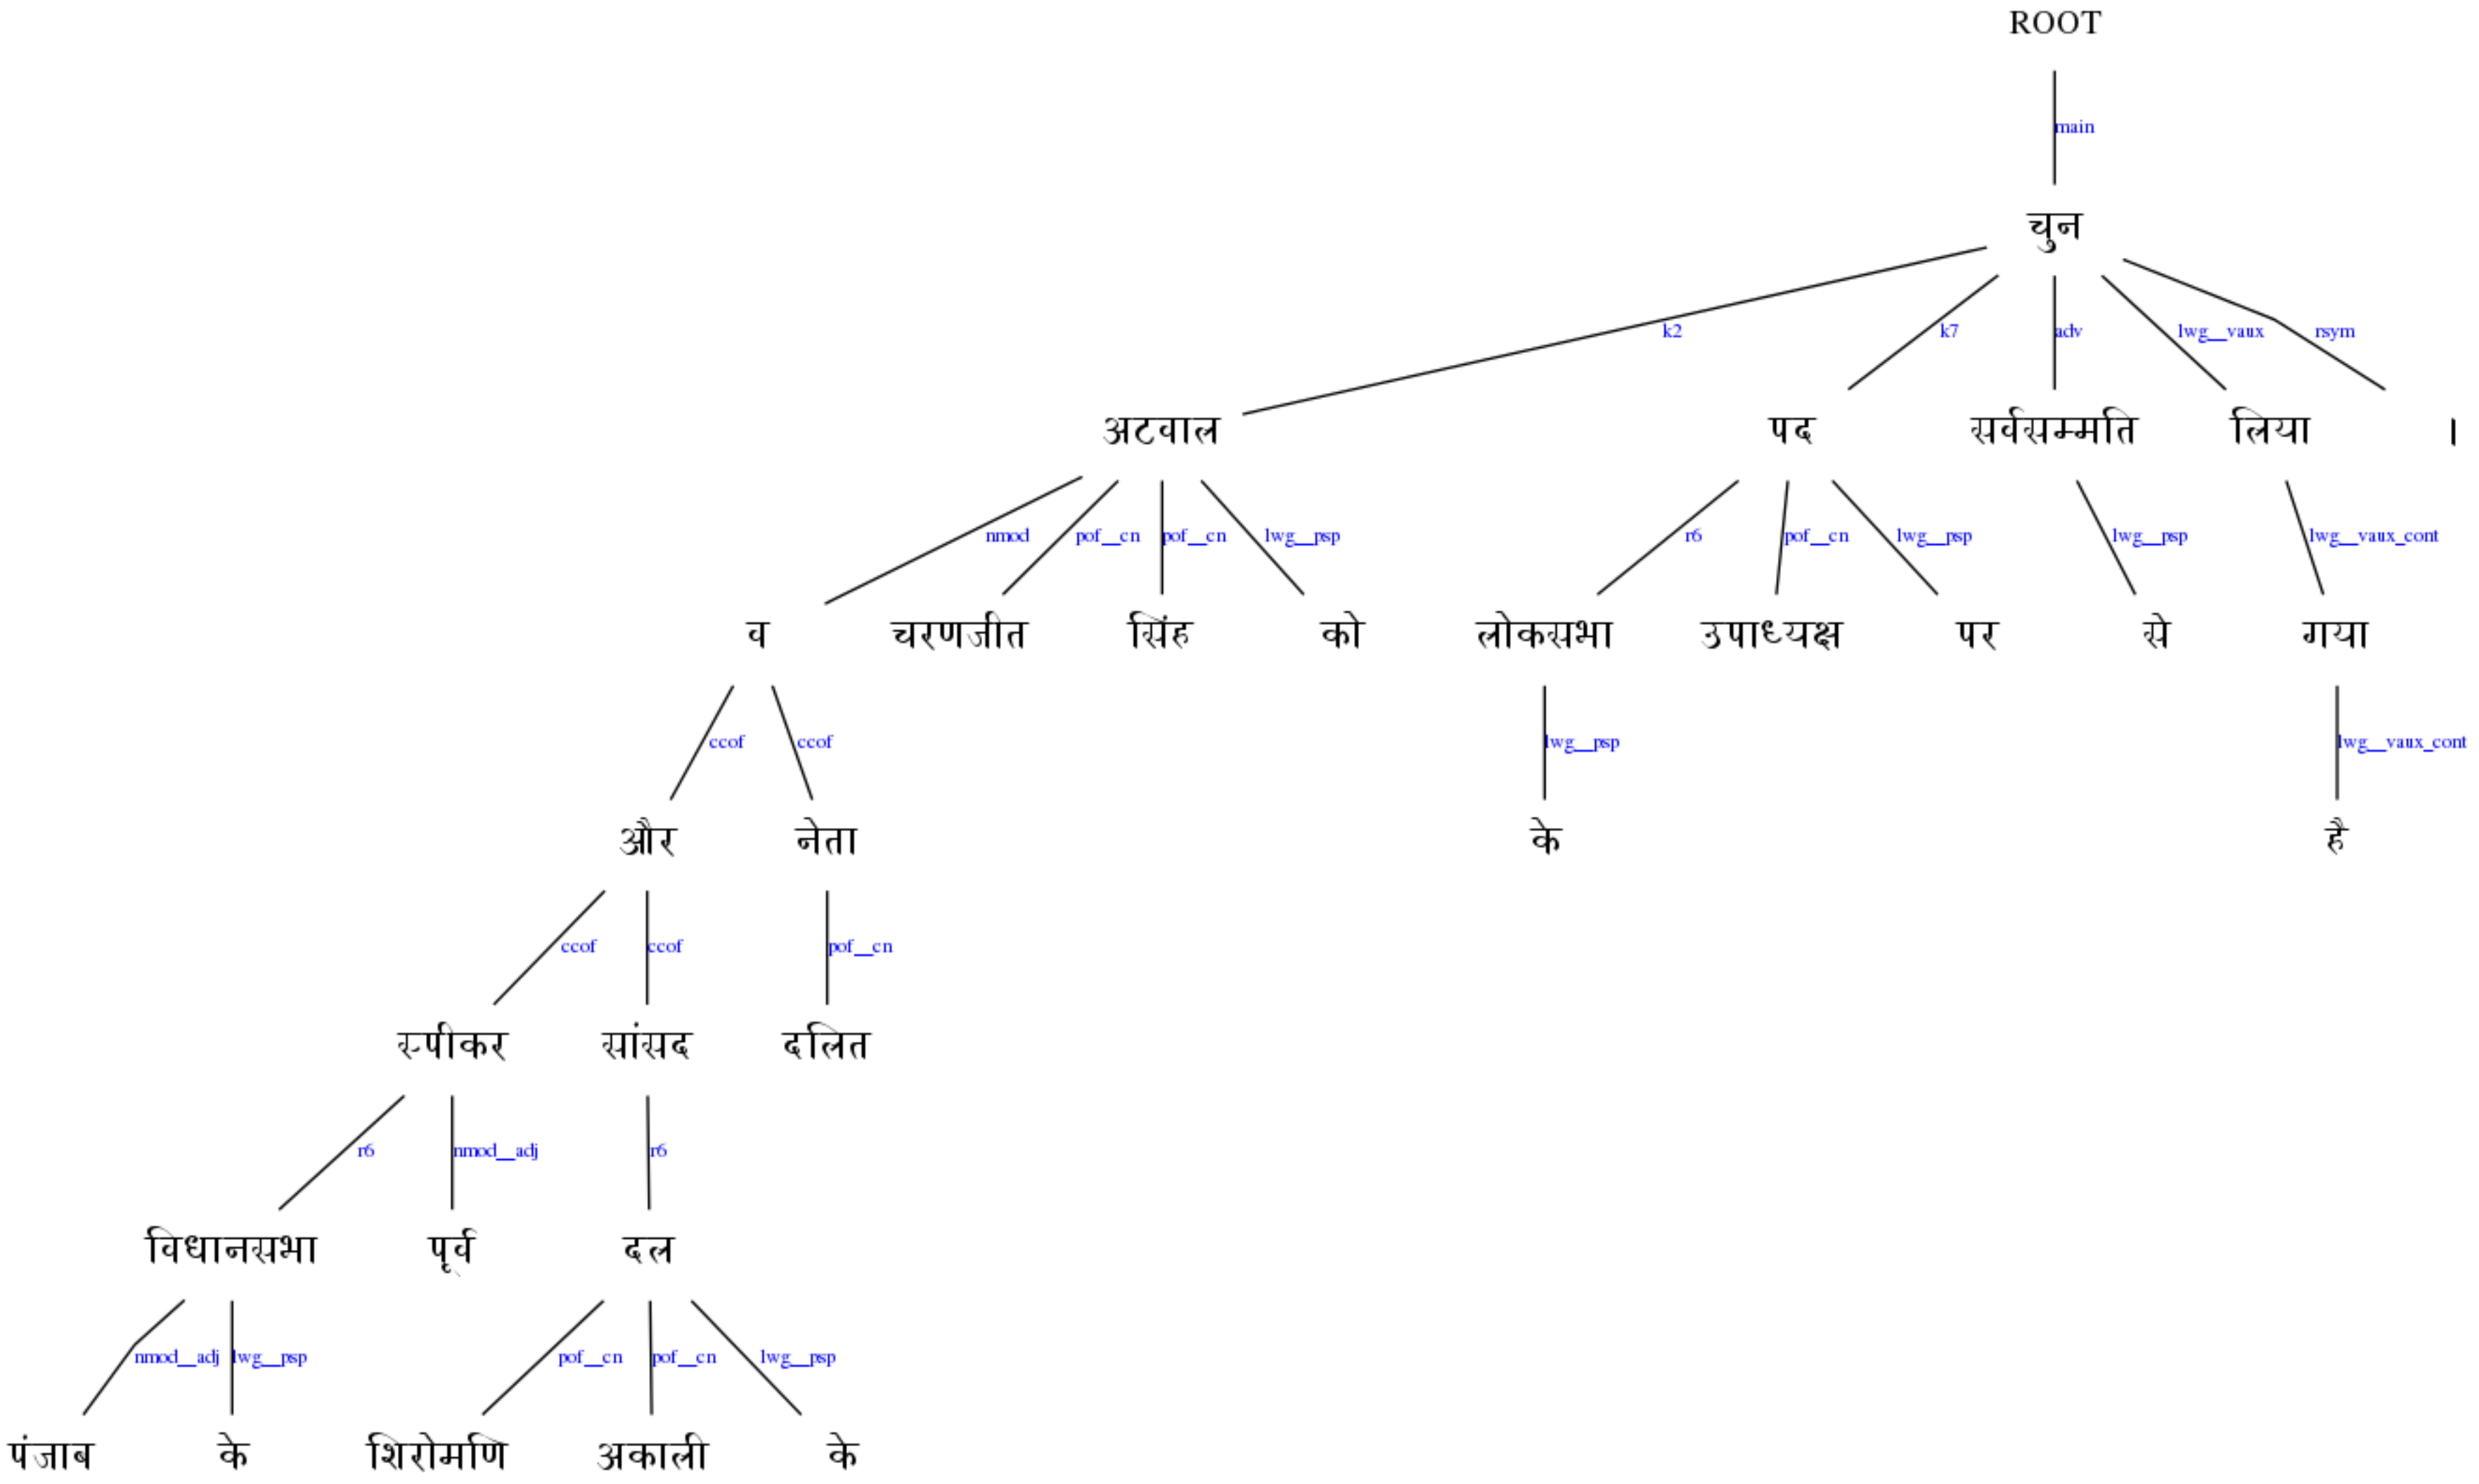 ROOT
main
चुन
k2 k7 adv lwg__vaux rsym
अटवाल पद सर्वसम्मति लिया ।
nmod pof__cn pof__cn lwg__psp r6 pof__cn lwg__psp lwg__psp lwg__vaux_cont
व चरणजीत सिंह को लोकसभा उपाध्यक्ष पर से गया
ccof ccof lwg__psp lwg__vaux_cont
और नेता के है
ccof ccof pof__cn
स्पीकर सांसद दलित
r6 nmod__adj r6
विधानसभा पूर्व दल
nmod__adj lwg__psp pof__cn pof__cn lwg__psp
पंजाब के शिरोमणि अकाली के